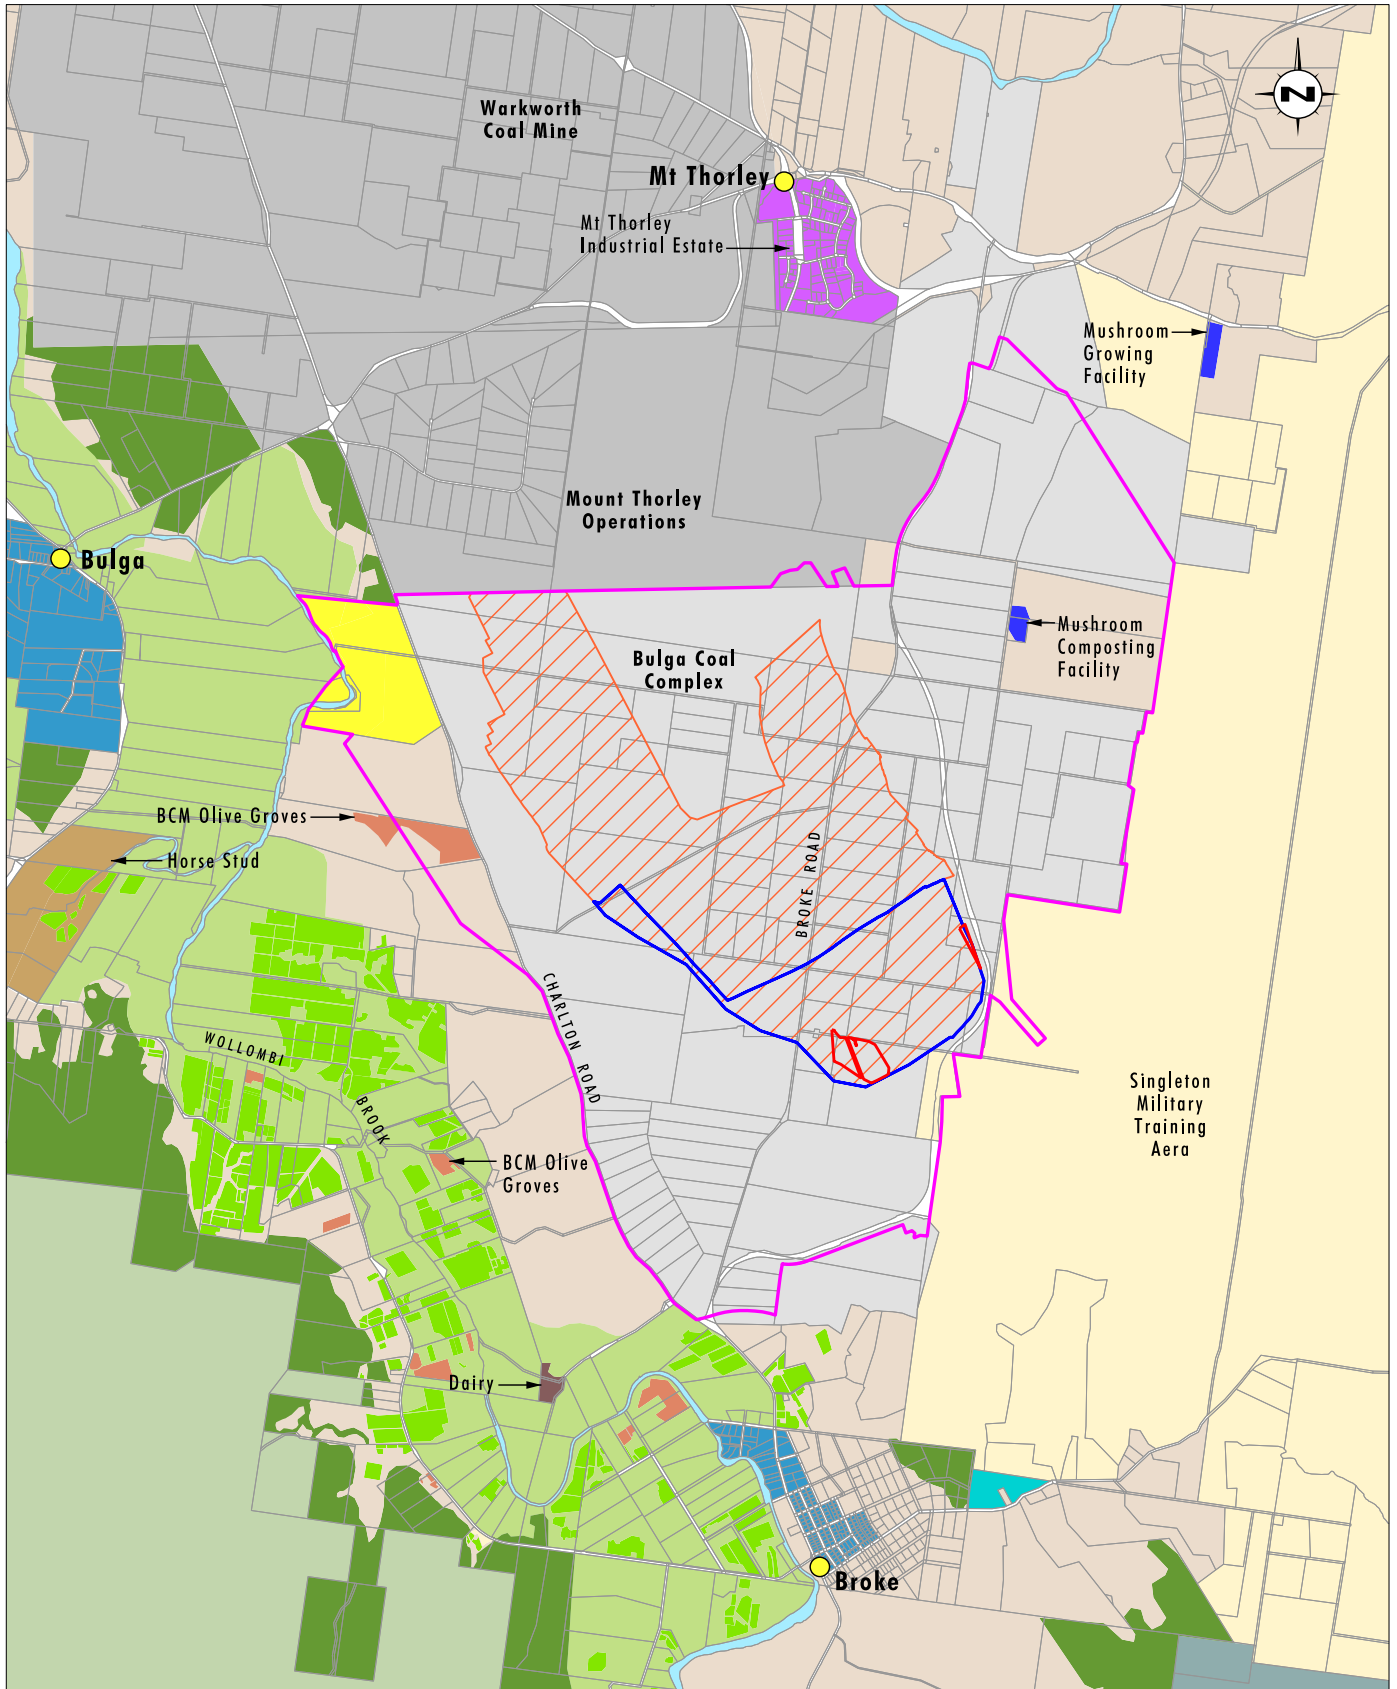 Warkworth
Coal Mine
N
Mt Thorley
Mt Thorley
Industrial Estate
Mushroom
Growing
Facility
Mount Thorley
Operations
Bulga
Mushroom
Composting
Facility
Bulga Coal
Complex
BCM Olive Groves
Horse Stud
BROKE ROAD
CHARLTON ROAD
WOLLOMBI
BROOK
Singleton
Military
Training
Aera
BCM Olive
Groves
Dairy
Broke